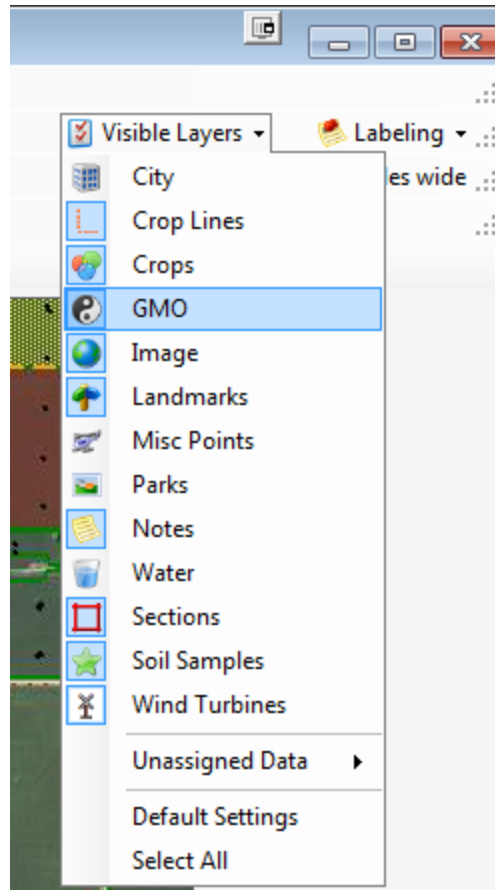 Visible Layers
Labeling
City
les wide
Crop Lines
Crops
GMO
Image
Landmarks
Misc Points
Parks
Notes
Water
Sections
Soil Samples
Wind Turbines
Unassigned Data
Default Settings
Select All